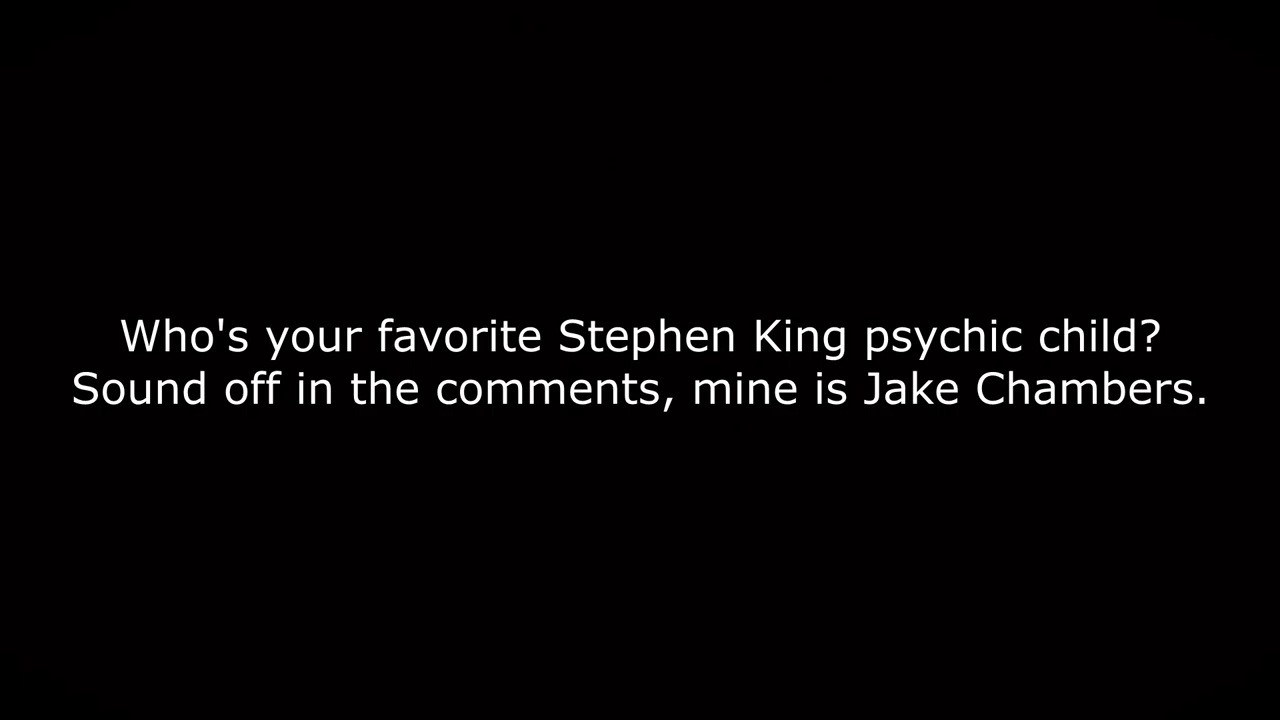 Who's your favorite Stephen King psychic child?
Sound off in the comments, mine is Jake Chambers.